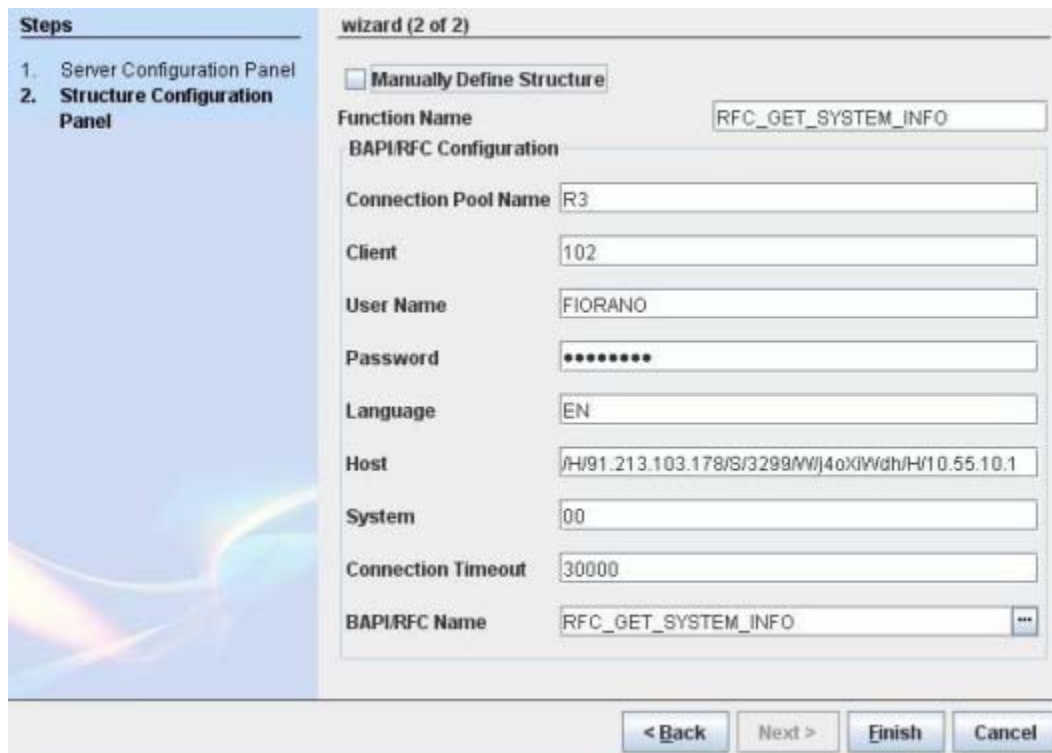 Steps
1. Server Configuration Panel
2. Structure Configuration
Panel
wizard (2 of 2)
Manually Define Structure
Function Name RFC_GET_SYSTEM_INFO
BAPI/RFC Configuration
Connection Pool Name R3
Client 102
User Name FIORANO
Password ••••••••
Language EN
Host /H/91.213.103.178/S/3299/W/j4oXiWdh/H/10.55.10.1
System 00
Connection Timeout 30000
BAPI/RFC Name RFC_GET_SYSTEM_INFO ...
< Back Next > Finish Cancel